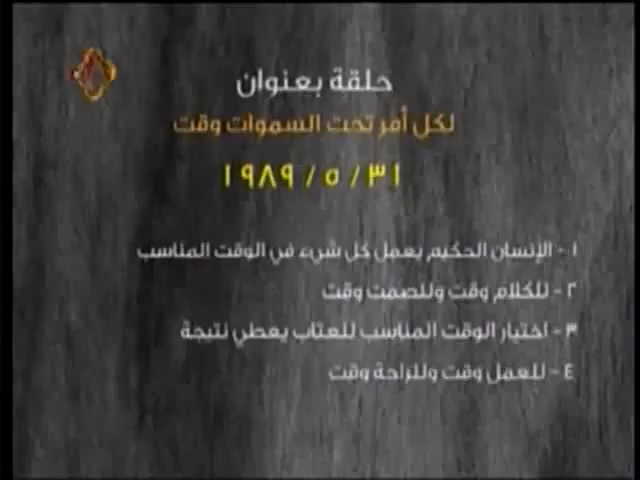 حلقة بعنوان
لكل أمر تحت السموات وقت
٣١ / ٥ / ١٩٨٩
١- الإنسان الحكيم يعمل كل شيء في الوقت المناسب
٢- للكلام وقت وللصمت وقت
٣- اختيار الوقت المناسب للعتاب يعطي نتيجة
٤- للعمل وقت وللراحة وقت